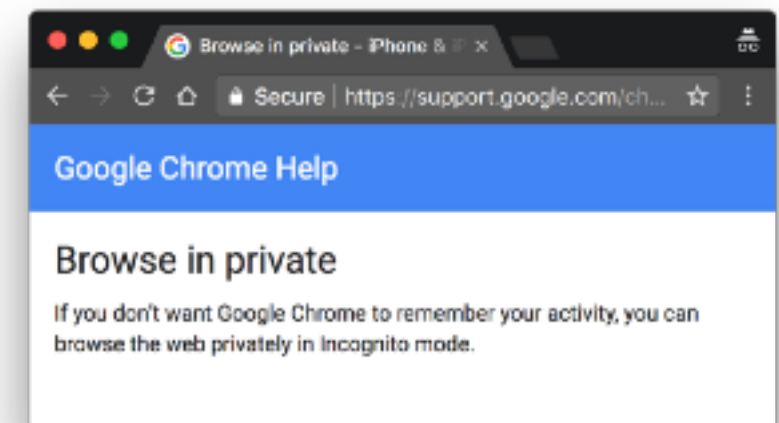 Browse in private - iPhone & iP
Secure | https://support.google.com/ch...
Google Chrome Help
Browse in private
If you don't want Google Chrome to remember your activity, you can
browse the web privately in Incognito mode.